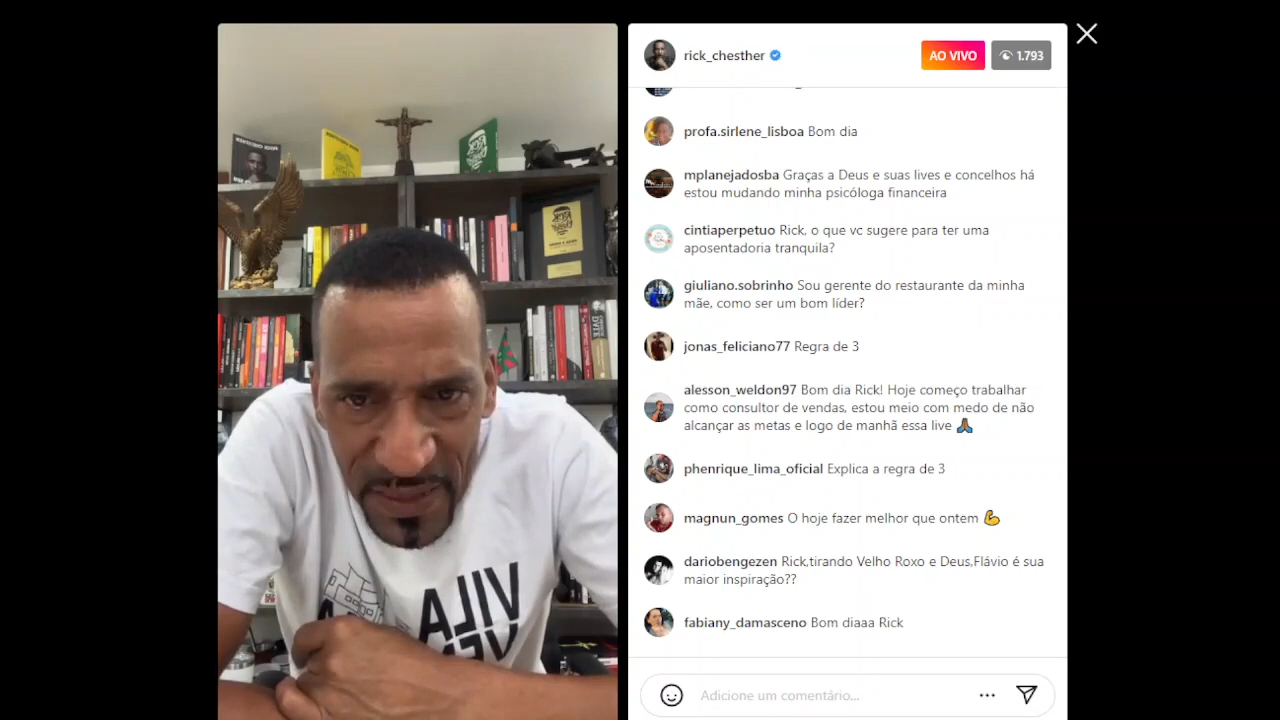 rick_chesther
AO VIVO
1.793
profa.sirlene_lisboa Bom dia
mplanejadosba Graças a Deus e suas lives e concelhos há
estou mudando minha psicóloga financeira
cintiaperpetuo Rick, o que vc sugere para ter uma
aposentadoria tranquila?
giuliano.sobrinho Sou gerente do restaurante da minha
mãe, como ser um bom líder?
jonas_feliciano77 Regra de 3
alesson_weldon97 Bom dia Rick! Hoje começo trabalhar
como consultor de vendas, estou meio com medo de não
alcançar as metas e logo de manhã essa live 🙏🏾
phenrique_lima_oficial Explica a regra de 3
magnun_gomes O hoje fazer melhor que ontem 💪
dariobengezen Rick,tirando Velho Roxo e Deus,Flávio é sua
maior inspiração??
fabiany_damasceno Bom diaaa Rick
Adicione um comentário...
VILA